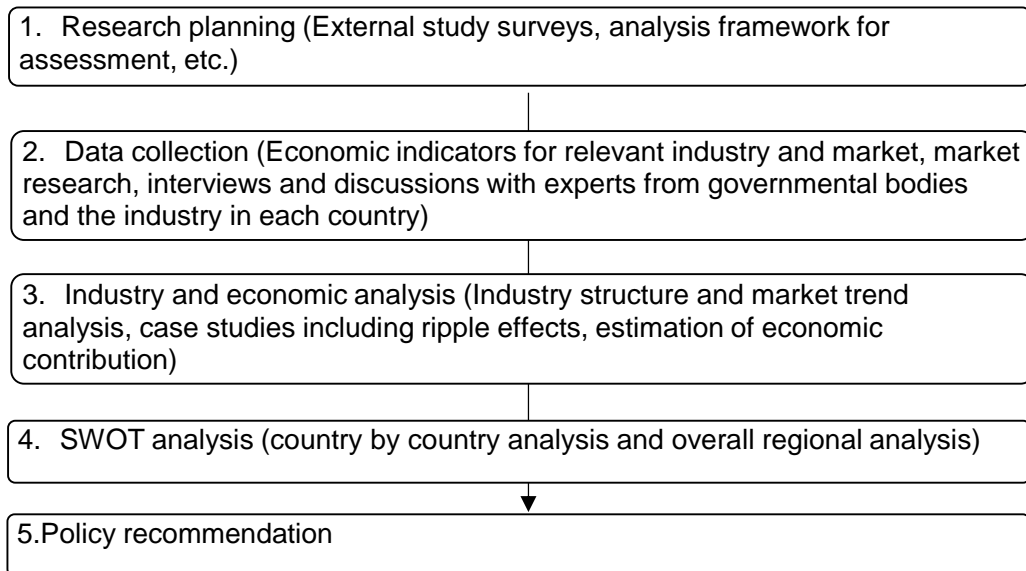 1. Research planning (External study surveys, analysis framework for
assessment, etc.)
2. Data collection (Economic indicators for relevant industry and market, market
research, interviews and discussions with experts from governmental bodies
and the industry in each country)
3. Industry and economic analysis (Industry structure and market trend
analysis, case studies including ripple effects, estimation of economic
contribution)
4. SWOT analysis (country by country analysis and overall regional analysis)
5.Policy recommendation